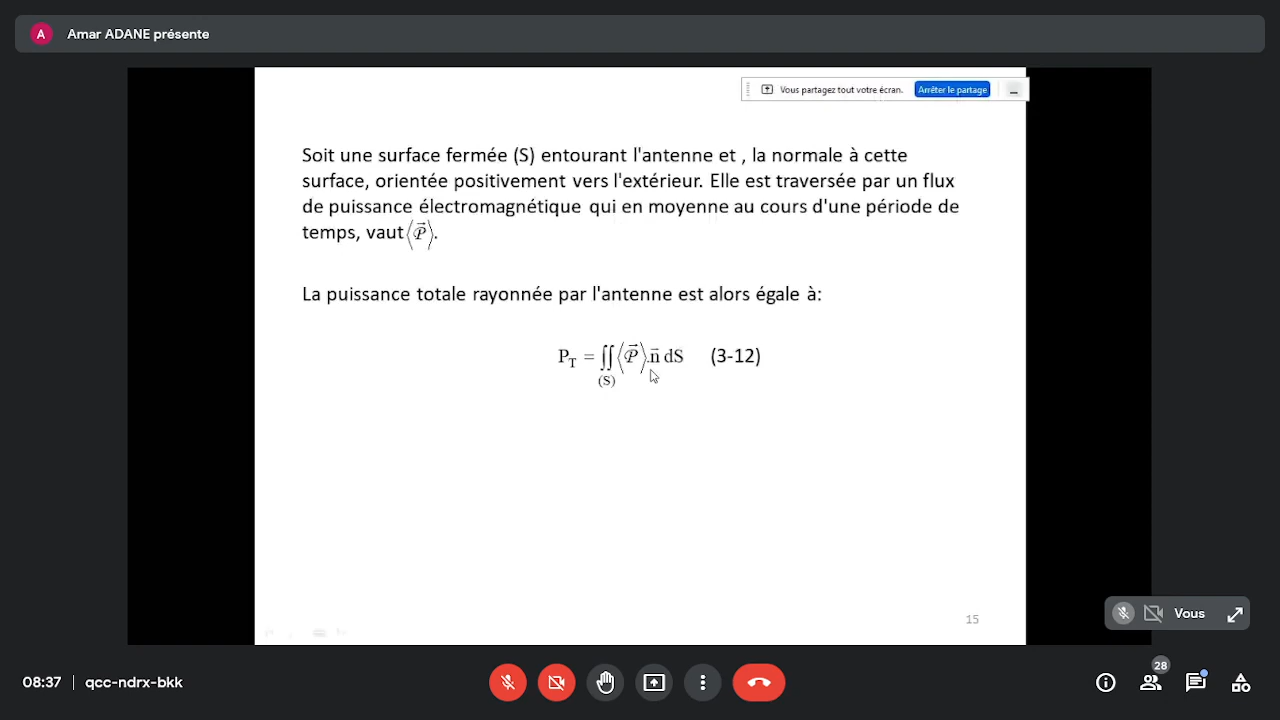 A Amar ADANE présente
Vous partagez tout votre écran. Arrêter le partage
Soit une surface fermée (S) entourant l'antenne et , la normale à cette
surface, orientée positivement vers l'extérieur. Elle est traversée par un flux
de puissance électromagnétique qui en moyenne au cours d'une période de
temps, vaut ⟨𝒫⃗⟩.
La puissance totale rayonnée par l'antenne est alors égale à:
P_T = ∬_(S) ⟨𝒫⃗⟩.n⃗ dS (3-12)
15
Vous
08:37 | qcc-ndrx-bkk
28